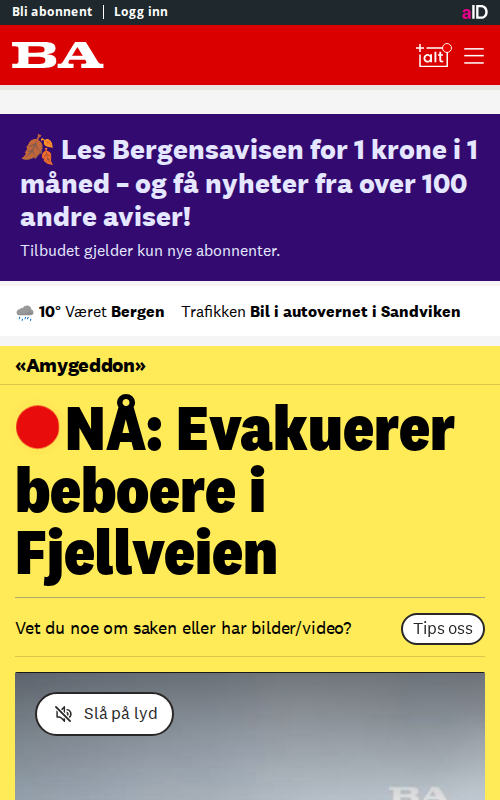 Bli abonnent | Logg inn
aID
BA
+alt
🍂 Les Bergensavisen for 1 krone i 1
måned – og få nyheter fra over 100
andre aviser!
Tilbudet gjelder kun nye abonnenter.
10° Været Bergen Trafikken Bil i autovernet i Sandviken
«Amygeddon»
NÅ: Evakuerer
beboere i
Fjellveien
Vet du noe om saken eller har bilder/video?
Tips oss
Slå på lyd
BA